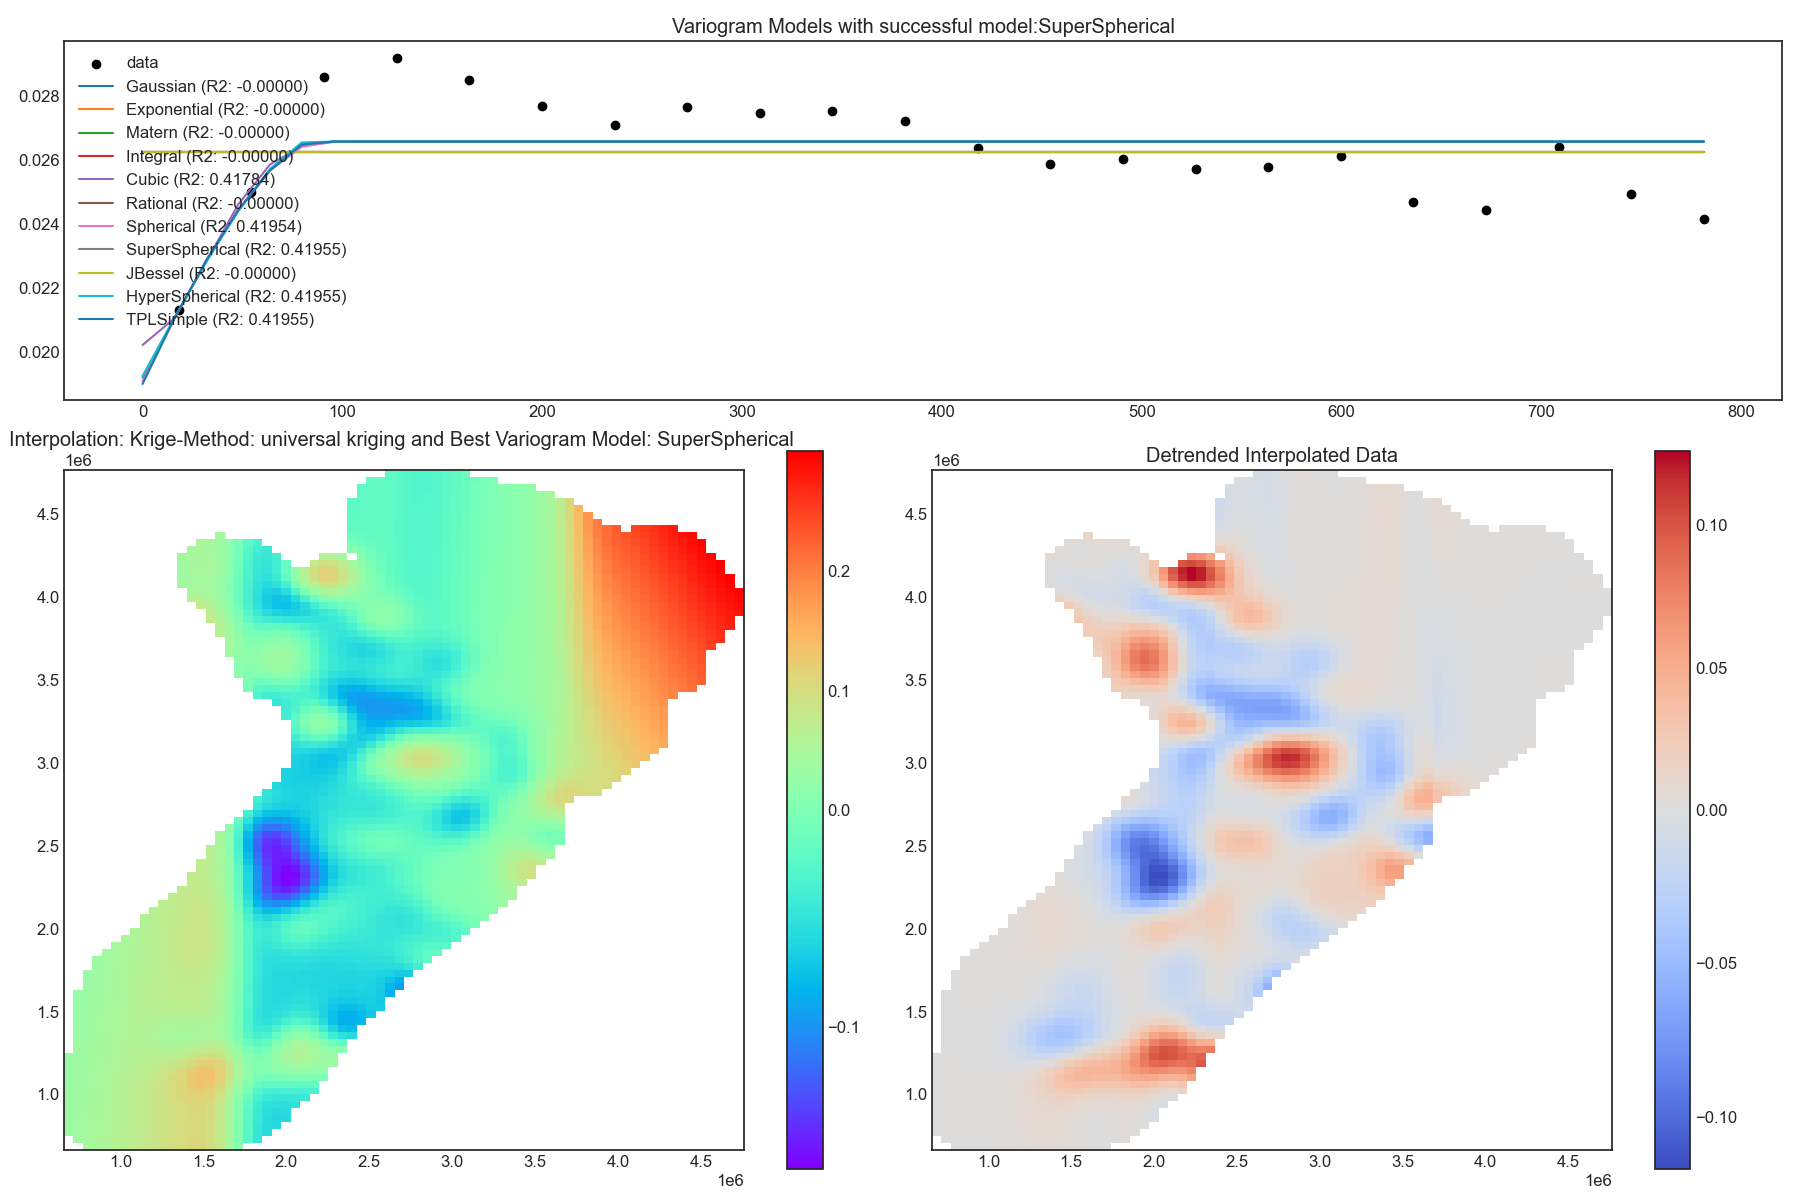 Variogram Models with successful model:SuperSpherical
data
Gaussian (R2: -0.00000)
Exponential (R2: -0.00000)
Matern (R2: -0.00000)
Integral (R2: -0.00000)
Cubic (R2: 0.41784)
Rational (R2: -0.00000)
Spherical (R2: 0.41954)
SuperSpherical (R2: 0.41955)
JBessel (R2: -0.00000)
HyperSpherical (R2: 0.41955)
TPLSimple (R2: 0.41955)
0.028
0.026
0.024
0.022
0.020
0 100 200 300 400 500 600 700 800
Interpolation: Krige-Method: universal kriging and Best Variogram Model: SuperSpherical
1e6
4.5
4.0
3.5
3.0
2.5
2.0
1.5
1.0
1.0 1.5 2.0 2.5 3.0 3.5 4.0 4.5
1e6
0.2
0.1
0.0
−0.1
Detrended Interpolated Data
1e6
4.5
4.0
3.5
3.0
2.5
2.0
1.5
1.0
1.0 1.5 2.0 2.5 3.0 3.5 4.0 4.5
1e6
0.10
0.05
0.00
−0.05
−0.10